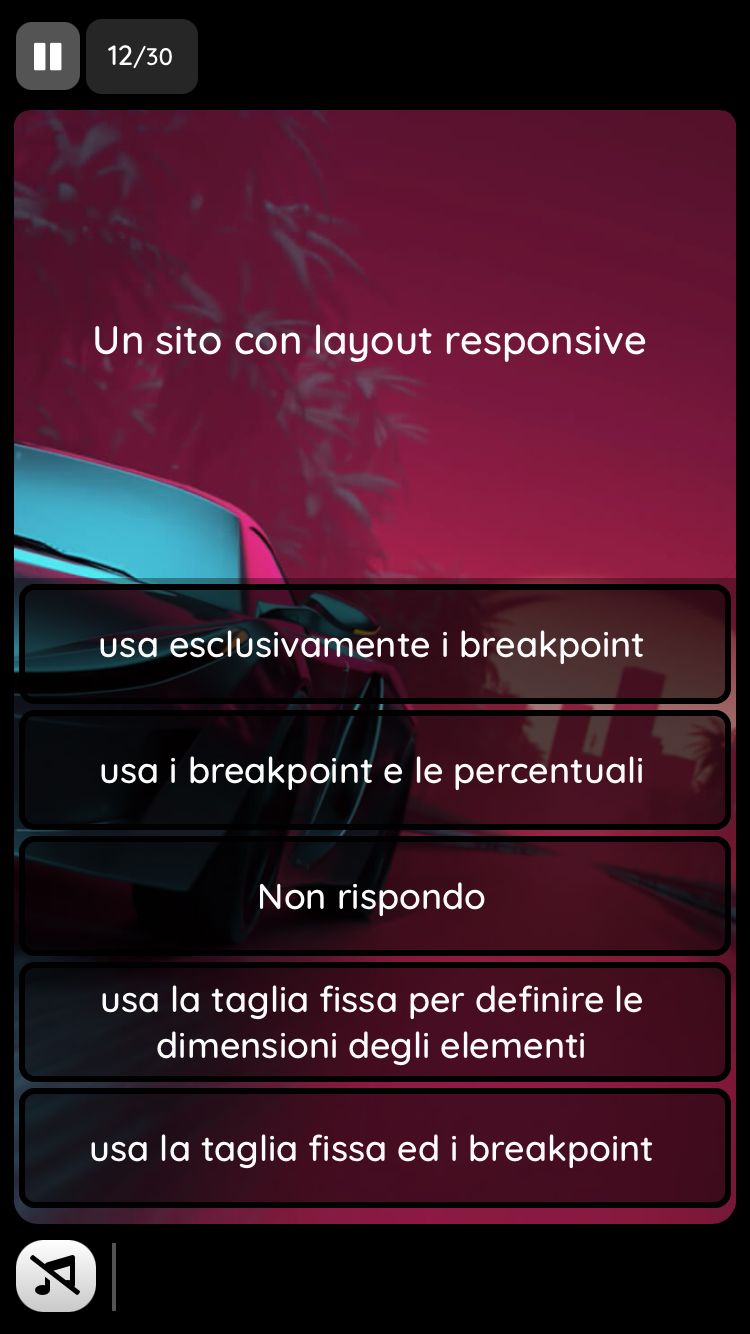 12/30
Un sito con layout responsive
usa esclusivamente i breakpoint
usa i breakpoint e le percentuali
Non rispondo
usa la taglia fissa per definire le
dimensioni degli elementi
usa la taglia fissa ed i breakpoint